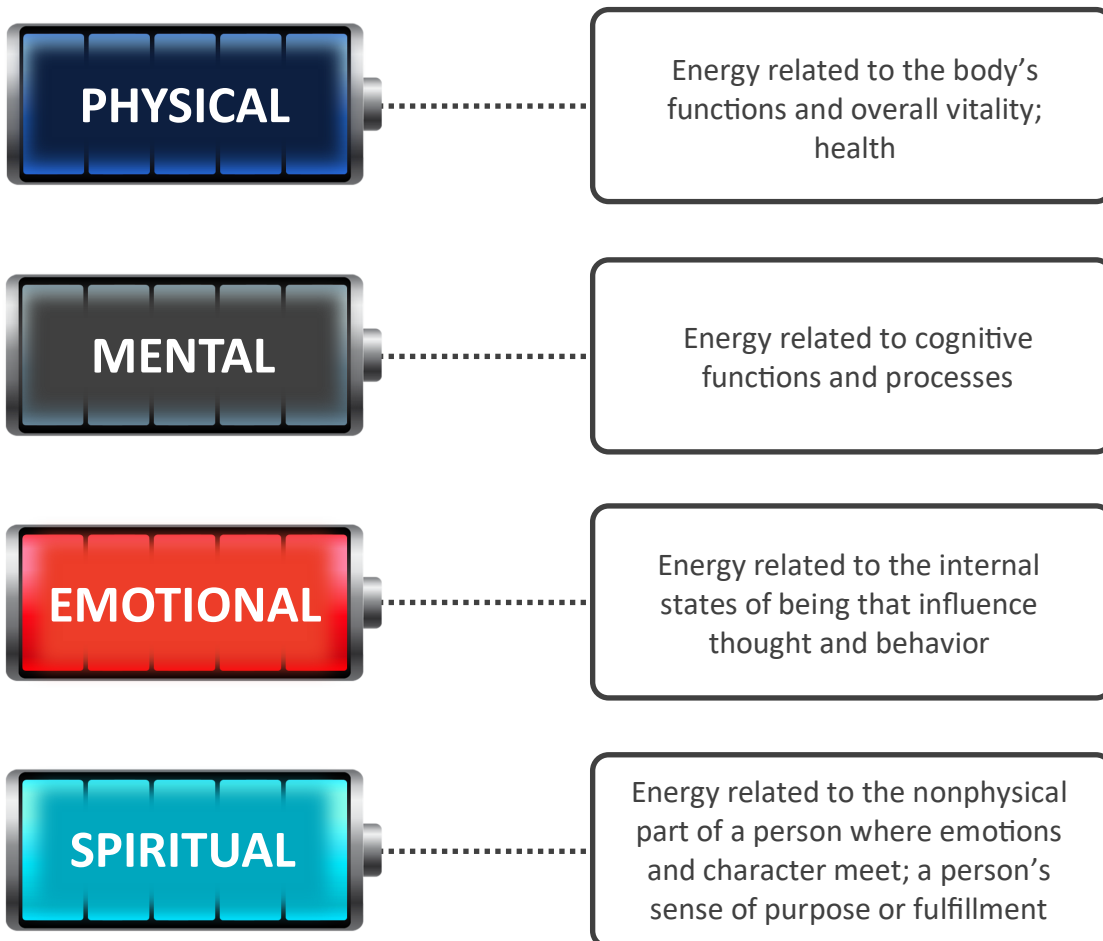 PHYSICAL
Energy related to the body’s
functions and overall vitality;
health
MENTAL
Energy related to cognitive
functions and processes
EMOTIONAL
Energy related to the internal
states of being that influence
thought and behavior
SPIRITUAL
Energy related to the nonphysical
part of a person where emotions
and character meet; a person’s
sense of purpose or fulfillment